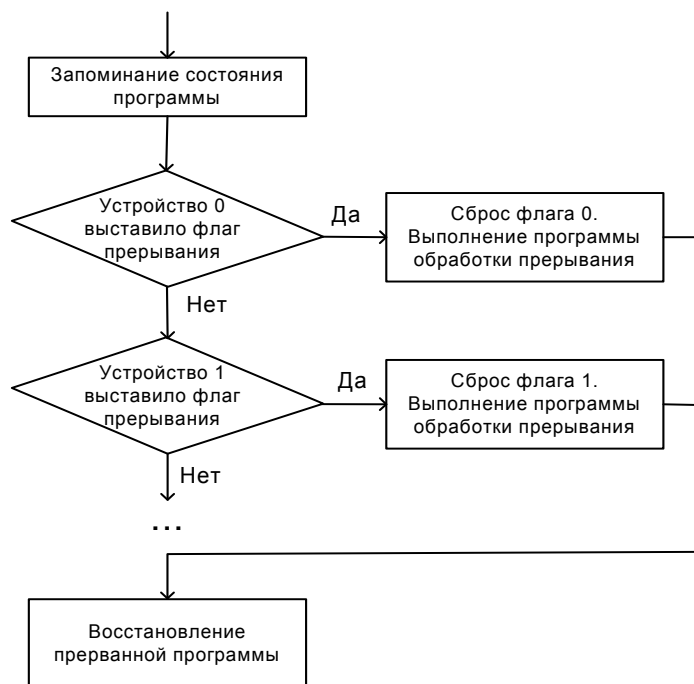 Запоминание состояния
программы
Устройство 0
выставило флаг
прерывания
Да
Сброс флага 0.
Выполнение программы
обработки прерывания
Нет
Устройство 1
выставило флаг
прерывания
Да
Сброс флага 1.
Выполнение программы
обработки прерывания
Нет
...
Восстановление
прерванной программы